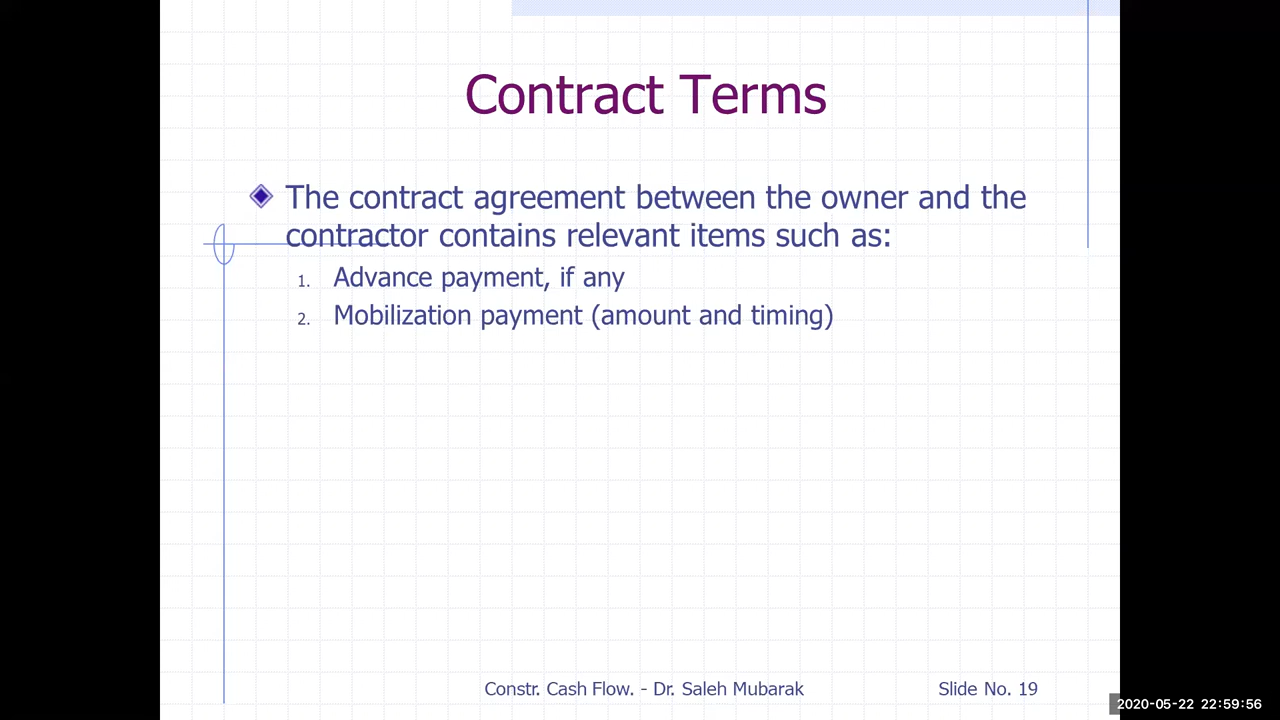 Contract Terms
The contract agreement between the owner and the
contractor contains relevant items such as:
1. Advance payment, if any
2. Mobilization payment (amount and timing)
Constr. Cash Flow. - Dr. Saleh Mubarak
Slide No. 19
2020-05-22 22:59:56